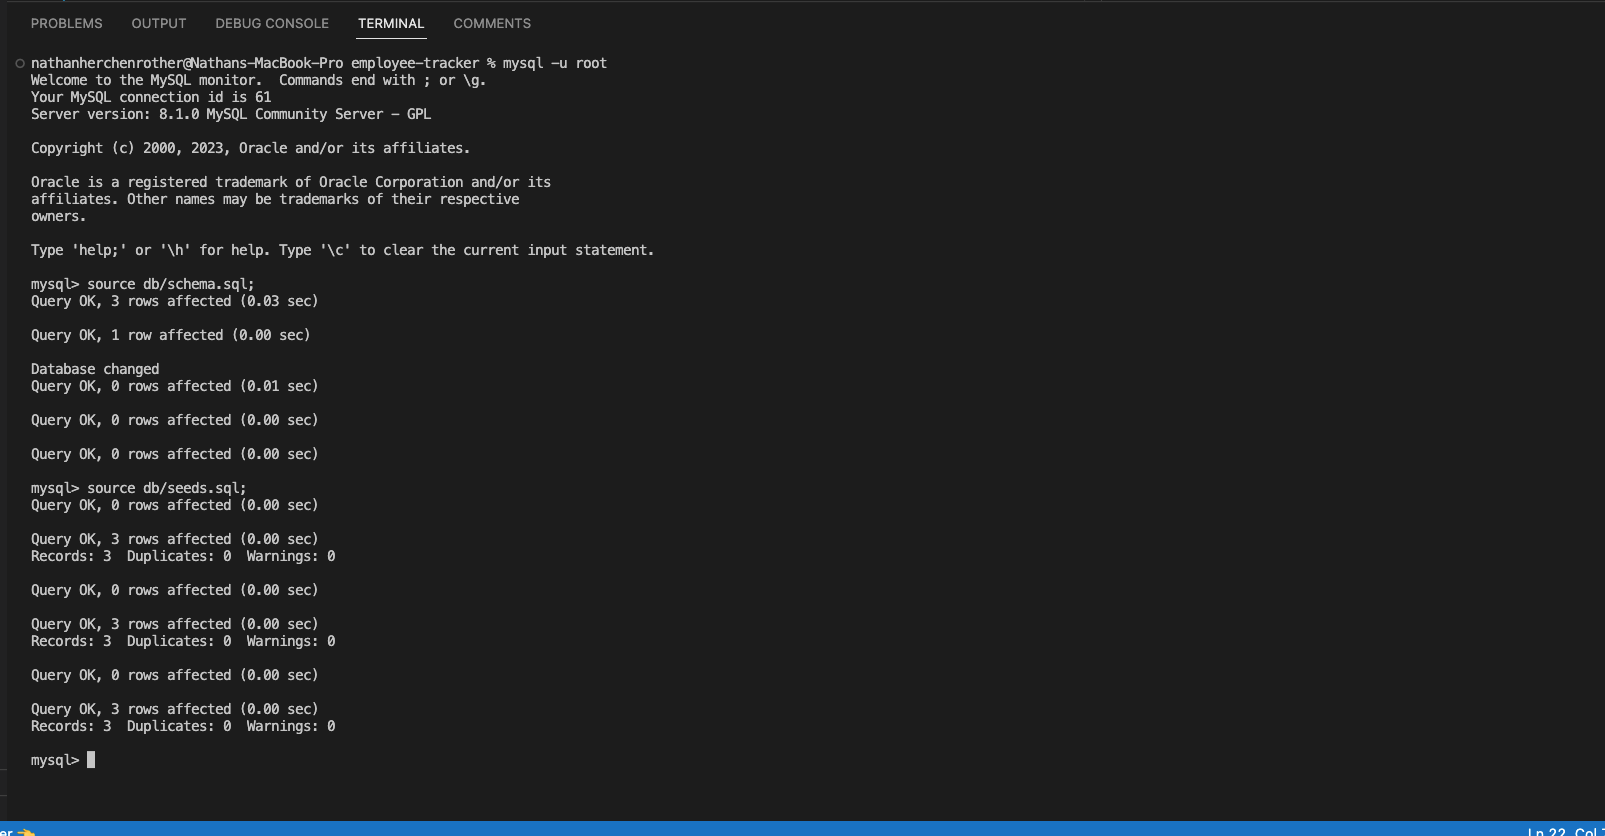 PROBLEMS OUTPUT DEBUG CONSOLE TERMINAL COMMENTS
nathanherchenrother@Nathans-MacBook-Pro employee-tracker % mysql -u root
Welcome to the MySQL monitor.  Commands end with ; or \g.
Your MySQL connection id is 61
Server version: 8.1.0 MySQL Community Server - GPL
Copyright (c) 2000, 2023, Oracle and/or its affiliates.
Oracle is a registered trademark of Oracle Corporation and/or its
affiliates. Other names may be trademarks of their respective
owners.
Type 'help;' or '\h' for help. Type '\c' to clear the current input statement.
mysql> source db/schema.sql;
Query OK, 3 rows affected (0.03 sec)
Query OK, 1 row affected (0.00 sec)
Database changed
Query OK, 0 rows affected (0.01 sec)
Query OK, 0 rows affected (0.00 sec)
Query OK, 0 rows affected (0.00 sec)
mysql> source db/seeds.sql;
Query OK, 0 rows affected (0.00 sec)
Query OK, 3 rows affected (0.00 sec)
Records: 3  Duplicates: 0  Warnings: 0
Query OK, 0 rows affected (0.00 sec)
Query OK, 3 rows affected (0.00 sec)
Records: 3  Duplicates: 0  Warnings: 0
Query OK, 0 rows affected (0.00 sec)
Query OK, 3 rows affected (0.00 sec)
Records: 3  Duplicates: 0  Warnings: 0
mysql>
Ln 22, Col